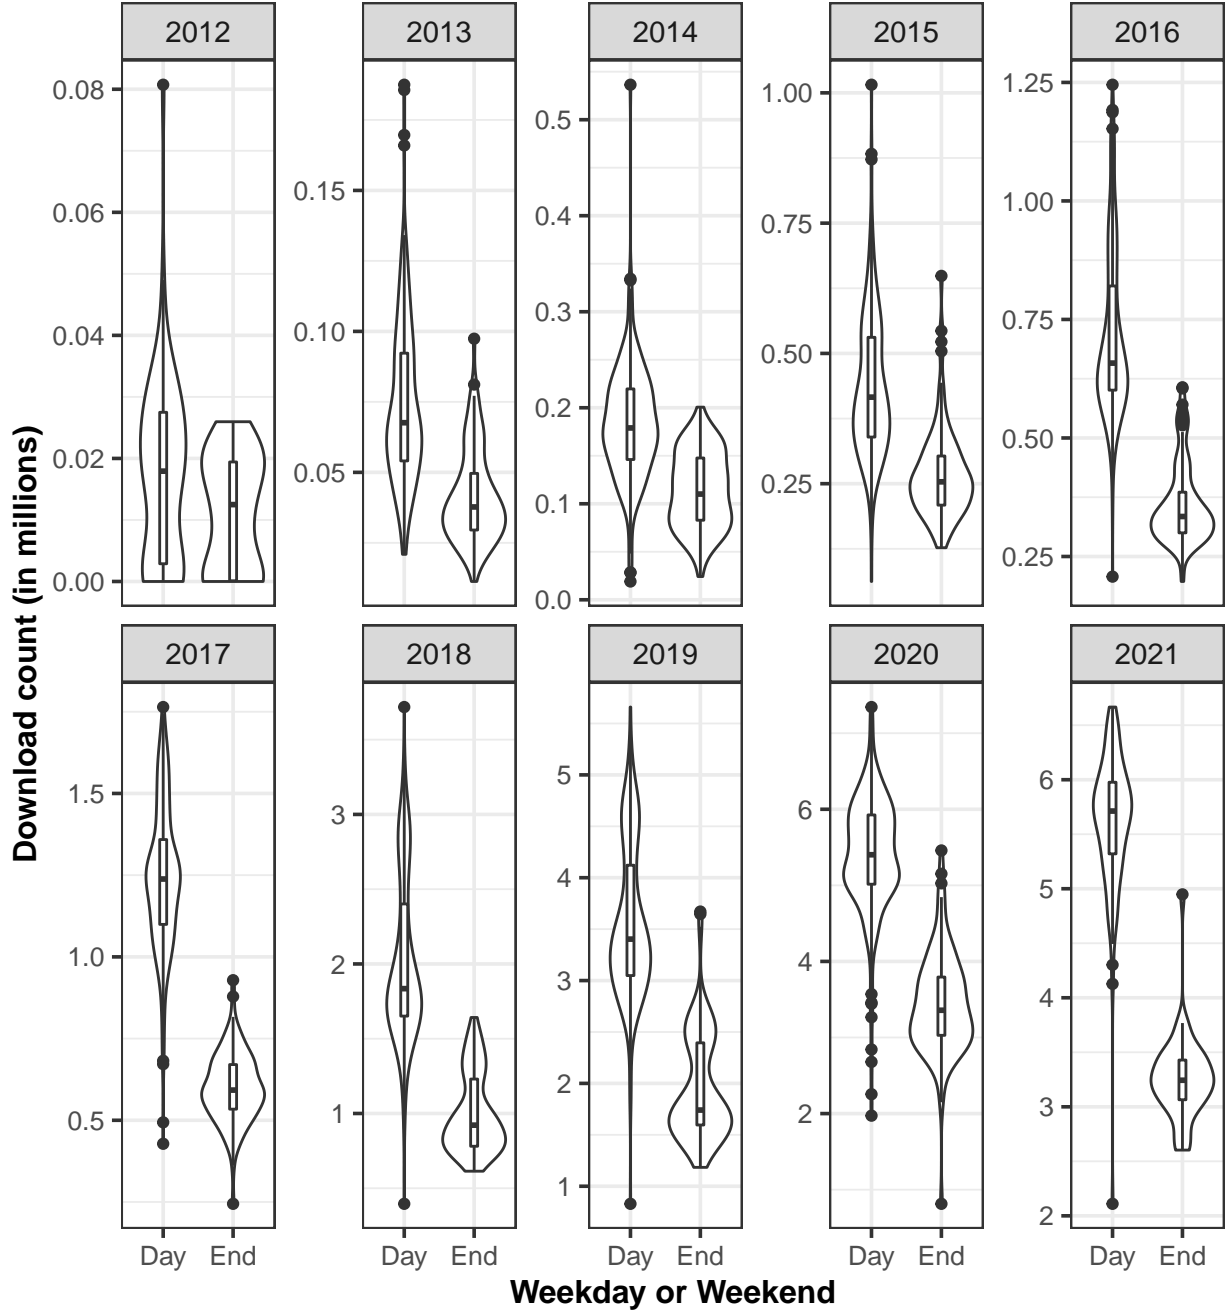 2012 2013 2014 2015 2016
0.00 0.02 0.04 0.06 0.08
0.05 0.10 0.15
0.0 0.1 0.2 0.3 0.4 0.5
0.25 0.50 0.75 1.00
0.25 0.50 0.75 1.00 1.25
2017 2018 2019 2020 2021
0.5 1.0 1.5
1 2 3
1 2 3 4 5
2 4 6
2 3 4 5 6
Day End Day End Day End Day End Day End
Weekday or Weekend
Download count (in millions)